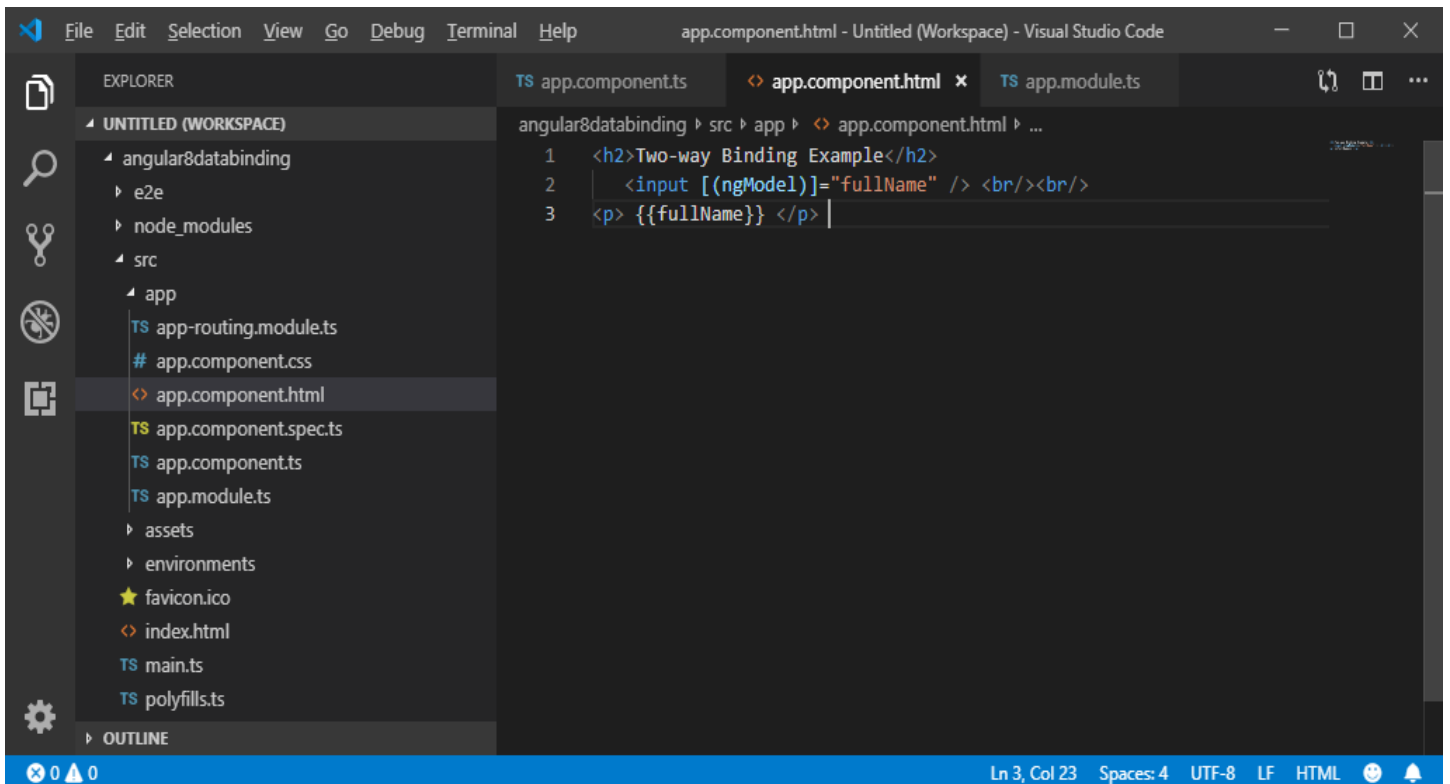 File Edit Selection View Go Debug Terminal Help app.component.html - Untitled (Workspace) - Visual Studio Code
EXPLORER
UNTITLED (WORKSPACE)
angular8databinding
e2e
node_modules
src
app
TS app-routing.module.ts
# app.component.css
<> app.component.html
TS app.component.spec.ts
TS app.component.ts
TS app.module.ts
assets
environments
favicon.ico
<> index.html
TS main.ts
TS polyfills.ts
OUTLINE
TS app.component.ts <> app.component.html × TS app.module.ts
angular8databinding src app <> app.component.html ...
1 <h2>Two-way Binding Example</h2>
2 <input [(ngModel)]="fullName" /> <br/><br/>
3 <p> {{fullName}} </p>
0 0 Ln 3, Col 23 Spaces: 4 UTF-8 LF HTML